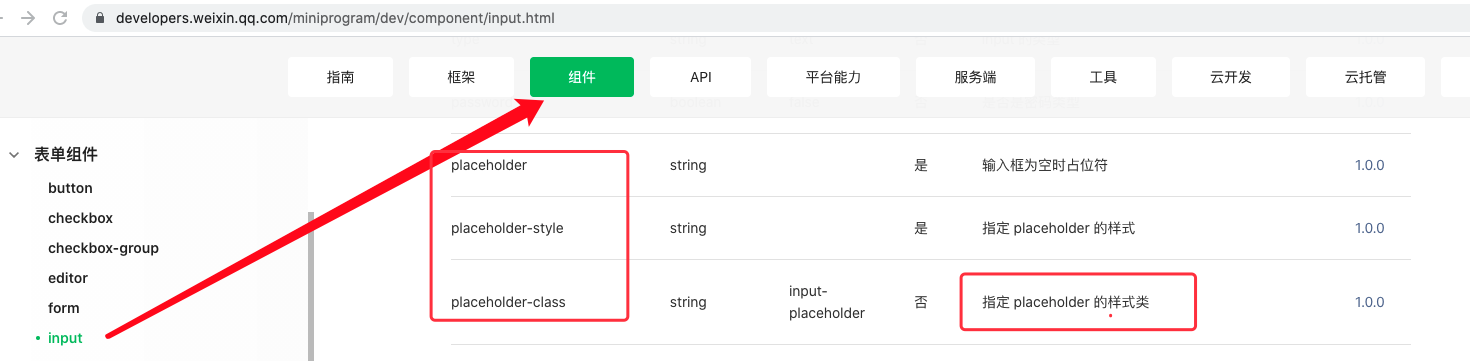 developers.weixin.qq.com/miniprogram/dev/component/input.html
指南 框架 组件 API 平台能力 服务端 工具 云开发 云托管
表单组件
button
checkbox
checkbox-group
editor
form
input
placeholder string 是 输入框为空时占位符 1.0.0
placeholder-style string 是 指定 placeholder 的样式 1.0.0
placeholder-class string input-placeholder 否 指定 placeholder 的样式类 1.0.0